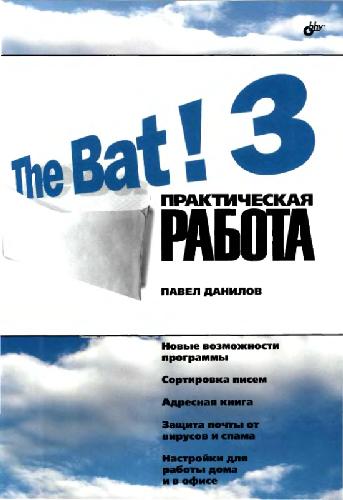 bhv
The Bat! 3
ПРАКТИЧЕСКАЯ
РАБОТА
ПАВЕЛ ДАНИЛОВ
Новые возможности
программы
Сортировка писем
Адресная книга
Защита почты от
вирусов и спама
Настройки для
работы дома
и в офисе